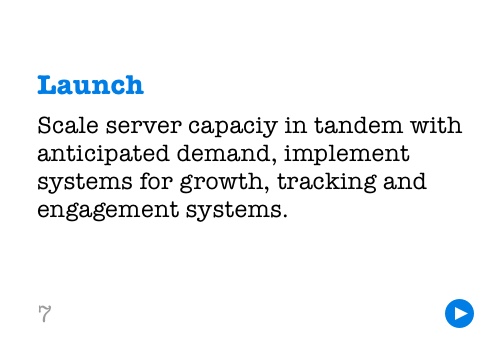 Launch
Scale server capaciy in tandem with
anticipated demand, implement
systems for growth, tracking and
engagement systems.
7